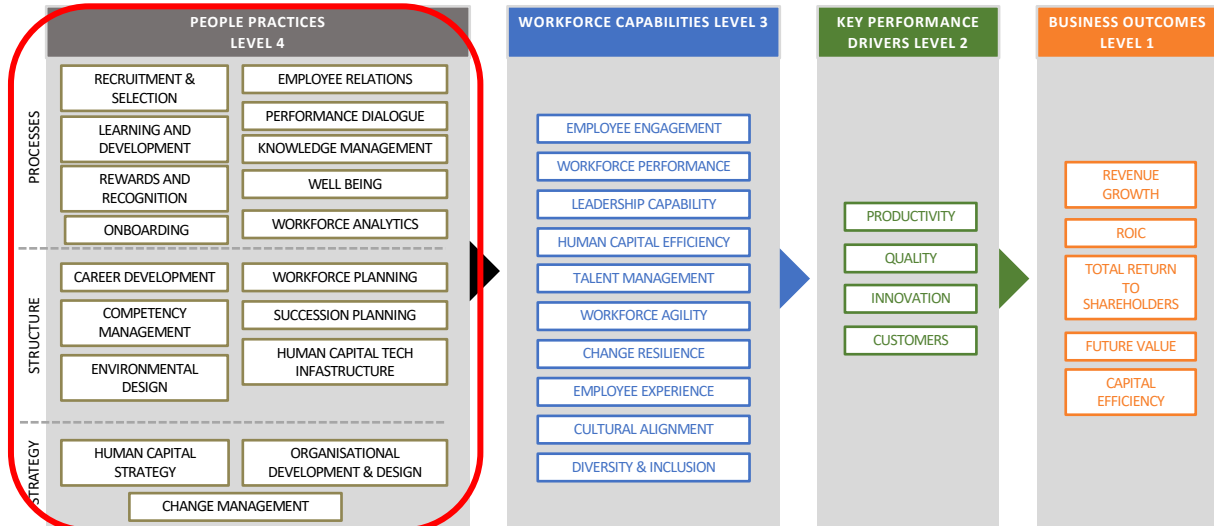 PEOPLE PRACTICES
LEVEL 4
PROCESSES
RECRUITMENT &
SELECTION
LEARNING AND
DEVELOPMENT
REWARDS AND
RECOGNITION
ONBOARDING
EMPLOYEE RELATIONS
PERFORMANCE DIALOGUE
KNOWLEDGE MANAGEMENT
WELL BEING
WORKFORCE ANALYTICS
STRUCTURE
CAREER DEVELOPMENT
COMPETENCY
MANAGEMENT
ENVIRONMENTAL
DESIGN
WORKFORCE PLANNING
SUCCESSION PLANNING
HUMAN CAPITAL TECH
INFASTRUCTURE
STRATEGY
HUMAN CAPITAL
STRATEGY
ORGANISATIONAL
DEVELOPMENT & DESIGN
CHANGE MANAGEMENT
WORKFORCE CAPABILITIES LEVEL 3
EMPLOYEE ENGAGEMENT
WORKFORCE PERFORMANCE
LEADERSHIP CAPABILITY
HUMAN CAPITAL EFFICIENCY
TALENT MANAGEMENT
WORKFORCE AGILITY
CHANGE RESILIENCE
EMPLOYEE EXPERIENCE
CULTURAL ALIGNMENT
DIVERSITY & INCLUSION
KEY PERFORMANCE
DRIVERS LEVEL 2
PRODUCTIVITY
QUALITY
INNOVATION
CUSTOMERS
BUSINESS OUTCOMES
LEVEL 1
REVENUE
GROWTH
ROIC
TOTAL RETURN
TO
SHAREHOLDERS
FUTURE VALUE
CAPITAL
EFFICIENCY